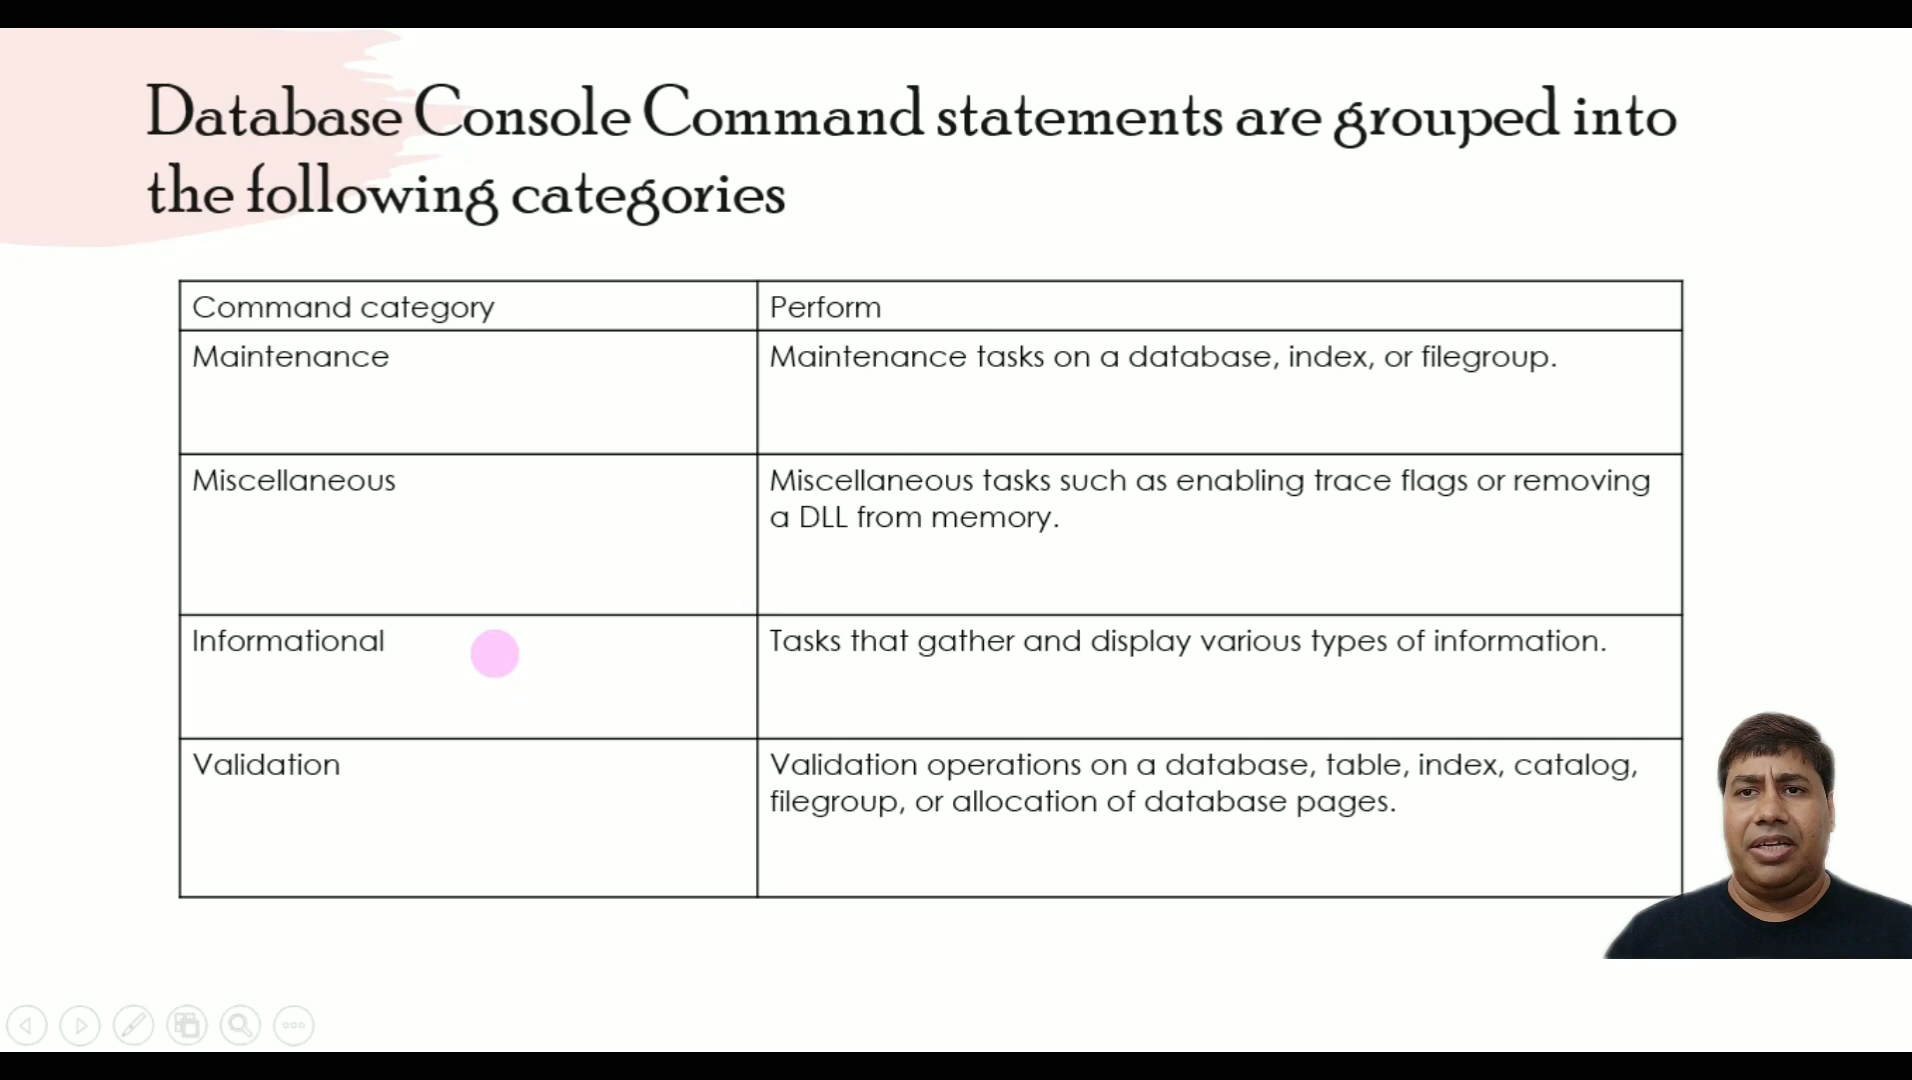 Database Console Command statements are grouped into
the following categories
Command category
Perform
Maintenance
Maintenance tasks on a database, index, or filegroup.
Miscellaneous
Miscellaneous tasks such as enabling trace flags or removing
a DLL from memory.
Informational
Tasks that gather and display various types of information.
Validation
Validation operations on a database, table, index, catalog,
filegroup, or allocation of database pages.